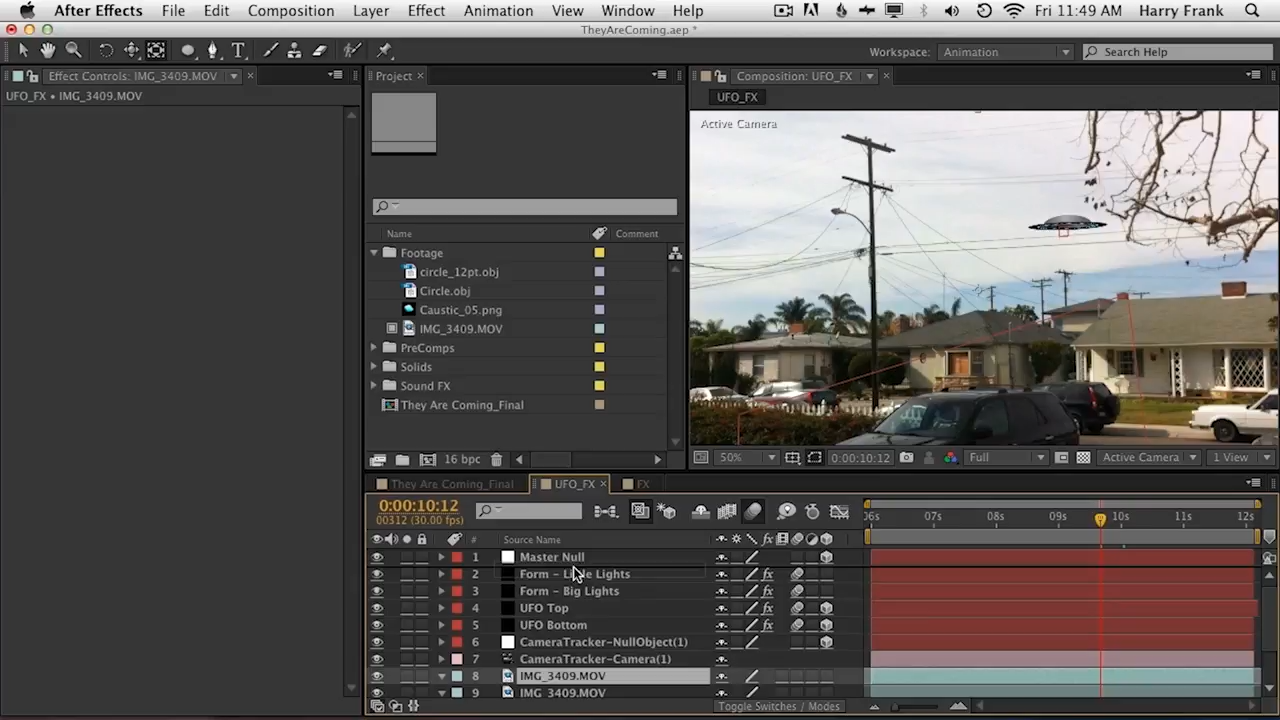 After Effects File Edit Composition Layer Effect Animation View Window Help Fri 11:49 AM Harry Frank
TheyAreComing.aep *
T Workspace: Animation Search Help
Effect Controls: IMG_3409.MOV
UFO_FX • IMG_3409.MOV
Project
Name Comment
Footage
circle_12pt.obj
Circle.obj
Caustic_05.png
IMG_3409.MOV
PreComps
Solids
Sound FX
They Are Coming_Final
16 bpc
Composition: UFO_FX
UFO_FX
Active Camera
50% 0:00:10:12 Full Active Camera 1 View
They Are Coming_Final UFO_FX FX
0:00:10:12
00312 (30.00 fps)
06s 07s 08s 09s 10s 11s 12s
# Source Name fx
1 Master Null
2 Form – Little Lights fx
3 Form – Big Lights fx
4 UFO Top fx
5 UFO Bottom fx
6 CameraTracker-NullObject(1)
7 CameraTracker-Camera(1)
8 IMG_3409.MOV
9 IMG_3409.MOV
Toggle Switches / Modes